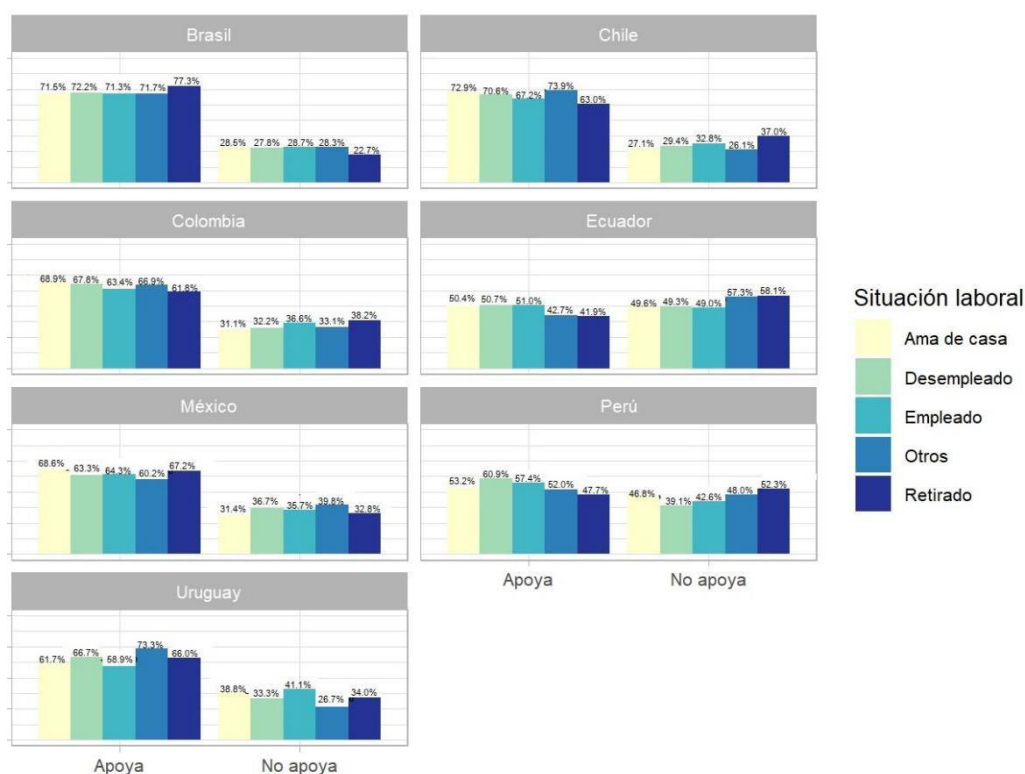 Brasil
71.5% 72.2% 71.3% 71.7% 77.3%
28.5% 27.8% 28.7% 28.3% 22.7%
Chile
72.9% 70.6% 67.2% 73.9% 63.0%
27.1% 29.4% 32.8% 26.1% 37.0%
Colombia
68.9% 67.8% 63.4% 66.9% 61.8%
31.1% 32.2% 36.6% 33.1% 38.2%
Ecuador
50.4% 50.7% 51.0% 42.7% 41.9%
49.6% 49.3% 49.0% 57.3% 58.1%
México
68.6% 63.3% 64.3% 60.2% 67.2%
31.4% 36.7% 35.7% 39.8% 32.8%
Perú
53.2% 60.9% 57.4% 52.0% 47.7%
46.8% 39.1% 42.6% 48.0% 52.3%
Apoya No apoya
Uruguay
61.7% 66.7% 58.9% 73.3% 66.0%
38.8% 33.3% 41.1% 26.7% 34.0%
Apoya No apoya
Situación laboral
Ama de casa
Desempleado
Empleado
Otros
Retirado